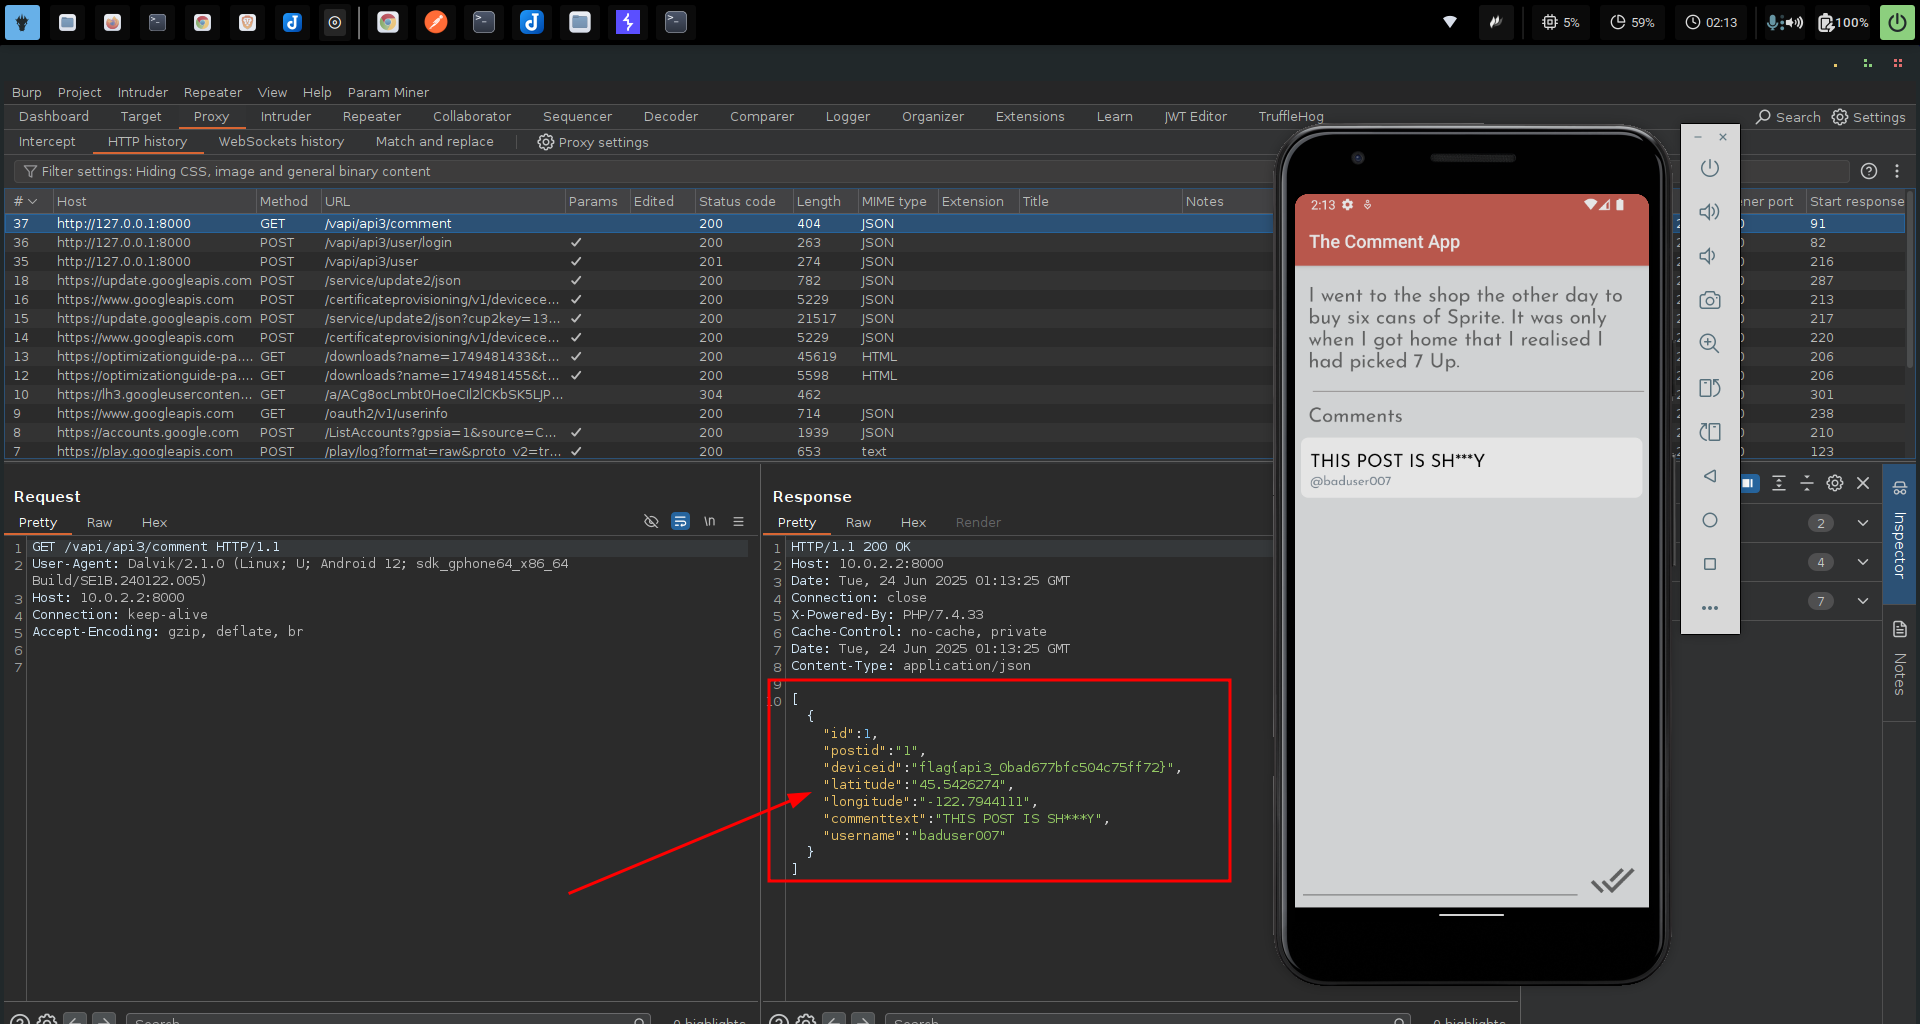 5%
59%
02:13
100%
Burp Project Intruder Repeater View Help Param Miner
Dashboard Target Proxy Intruder Repeater Collaborator Sequencer Decoder Comparer Logger Organizer Extensions Learn JWT Editor TruffleHog Search Settings
Intercept HTTP history WebSockets history Match and replace Proxy settings
Filter settings: Hiding CSS, image and general binary content
# Host Method URL Params Edited Status code Length MIME type Extension Title Notes ner port Start response
37 http://127.0.0.1:8000 GET /vapi/api3/comment 200 404 JSON 91
36 http://127.0.0.1:8000 POST /vapi/api3/user/login ✓ 200 263 JSON 82
35 http://127.0.0.1:8000 POST /vapi/api3/user ✓ 201 274 JSON 216
18 https://update.googleapis.com POST /service/update2/json ✓ 200 782 JSON 287
16 https://www.googleapis.com POST /certificateprovisioning/v1/devicece... ✓ 200 5229 JSON 213
15 https://update.googleapis.com POST /service/update2/json?cup2key=13... ✓ 200 21517 JSON 217
14 https://www.googleapis.com POST /certificateprovisioning/v1/devicece... ✓ 200 5229 JSON 220
13 https://optimizationguide-pa.... GET /downloads?name=1749481433&t... ✓ 200 45619 HTML 206
12 https://optimizationguide-pa.... GET /downloads?name=1749481455&t... ✓ 200 5598 HTML 206
10 https://lh3.googleuserconten... GET 304 462 301
9 https://www.googleapis.com GET /oauth2/v1/userinfo 200 714 JSON 238
8 https://accounts.google.com POST /ListAccounts?gpsia=1&source=C... ✓ 200 1939 JSON 210
7 https://play.googleapis.com POST /play/log?format=raw&proto_v2=tr... ✓ 200 653 text 123
Request
Pretty Raw Hex \n
1 GET /vapi/api3/comment HTTP/1.1
2 User-Agent: Dalvik/2.1.0 (Linux; U; Android 12; sdk_gphone64_x86_64
Build/SE1B.240122.005)
3 Host: 10.0.2.2:8000
4 Connection: keep-alive
5 Accept-Encoding: gzip, deflate, br
6
7
Response
Pretty Raw Hex Render
1 HTTP/1.1 200 OK
2 Host: 10.0.2.2:8000
3 Date: Tue, 24 Jun 2025 01:13:25 GMT
4 Connection: close
5 X-Powered-By: PHP/7.4.33
6 Cache-Control: no-cache, private
7 Date: Tue, 24 Jun 2025 01:13:25 GMT
8 Content-Type: application/json
9
10 [
{
"id":1,
"postid":"1",
"deviceid":"flag{api3_0bad677bfc504c75ff72}",
"latitude":"45.5426274",
"longitude":"-122.7944111",
"commenttext":"THIS POST IS SH***Y",
"username":"baduser007"
}
]
2:13
The Comment App
I went to the shop the other day to
buy six cans of Sprite. It was only
when I got home that I realised I
had picked 7 Up.
Comments
THIS POST IS SH***Y
@baduser007
2
4
7
Inspector
Notes
Search
0 highlights
Search
0 highlights